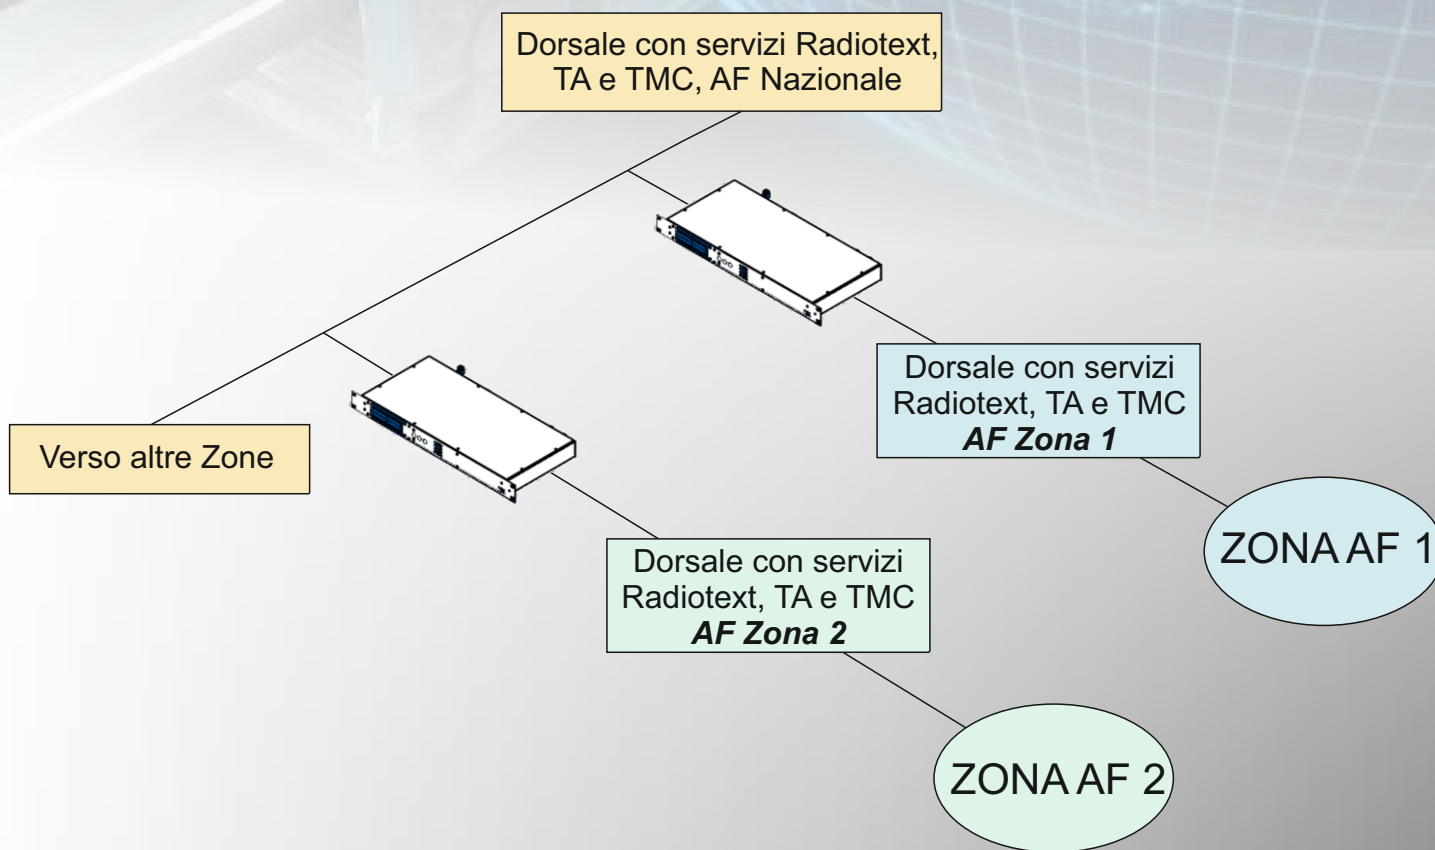 Dorsale con servizi Radiotext,
TA e TMC, AF Nazionale
Dorsale con servizi
Radiotext, TA e TMC
AF Zona 1
Verso altre Zone
ZONA AF 1
Dorsale con servizi
Radiotext, TA e TMC
AF Zona 2
ZONA AF 2